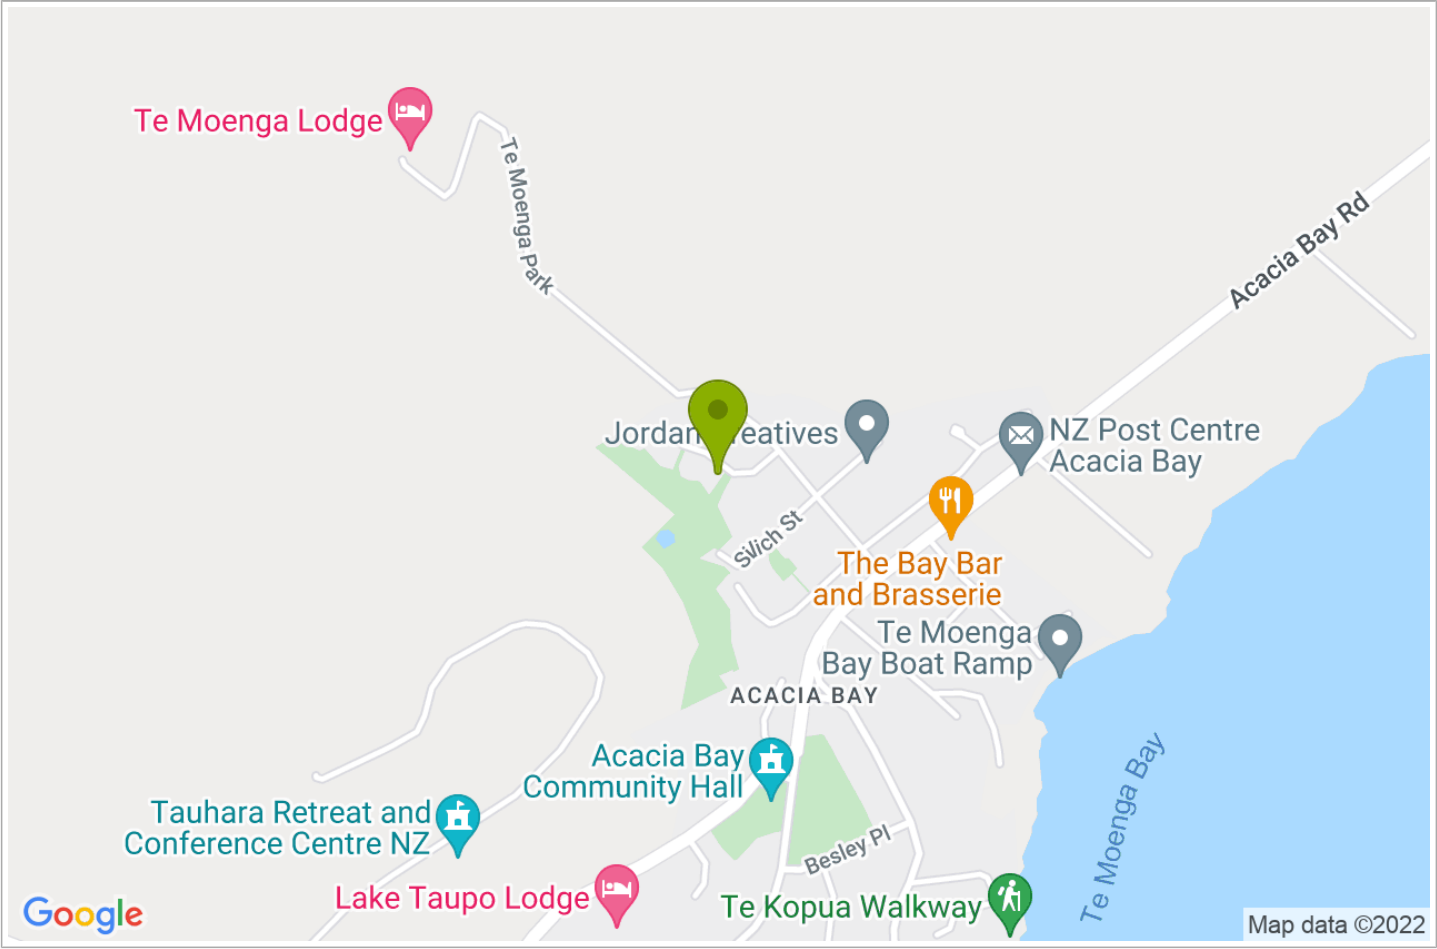 Te Moenga Lodge
Te Moenga Park
Acacia Bay Rd
Jordan Creatives
NZ Post Centre
Acacia Bay
Silich St
The Bay Bar
and Brasserie
Te Moenga
Bay Boat Ramp
ACACIA BAY
Acacia Bay
Community Hall
Tauhara Retreat and
Conference Centre NZ
Besley Pl
Te Moenga Bay
Lake Taupo Lodge
Te Kopua Walkway
Google
Map data ©2022